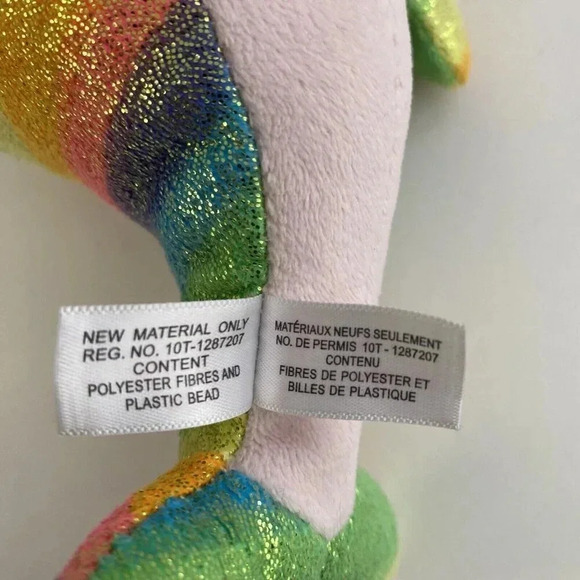 NEW MATERIAL ONLY
REG. NO. 10T-1287207
CONTENT
POLYESTER FIBRES AND
PLASTIC BEAD
MATÉRIAUX NEUFS SEULEMENT
NO. DE PERMIS 10T - 1287207
CONTENU
FIBRES DE POLYESTER ET
BILLES DE PLASTIQUE